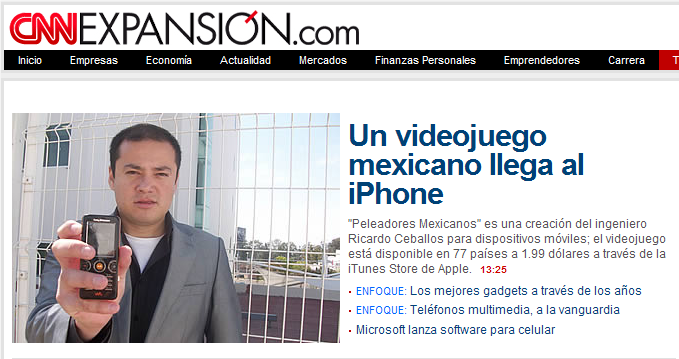 CNNEXPANSIÓN.com
Inicio Empresas Economía Actualidad Mercados Finanzas Personales Emprendedores Carrera T
Un videojuego
mexicano llega al
iPhone
"Peleadores Mexicanos" es una creación del ingeniero
Ricardo Ceballos para dispositivos móviles; el videojuego
está disponible en 77 países a 1.99 dólares a través de la
iTunes Store de Apple. 13:25
• ENFOQUE: Los mejores gadgets a través de los años
• ENFOQUE: Teléfonos multimedia, a la vanguardia
• Microsoft lanza software para celular